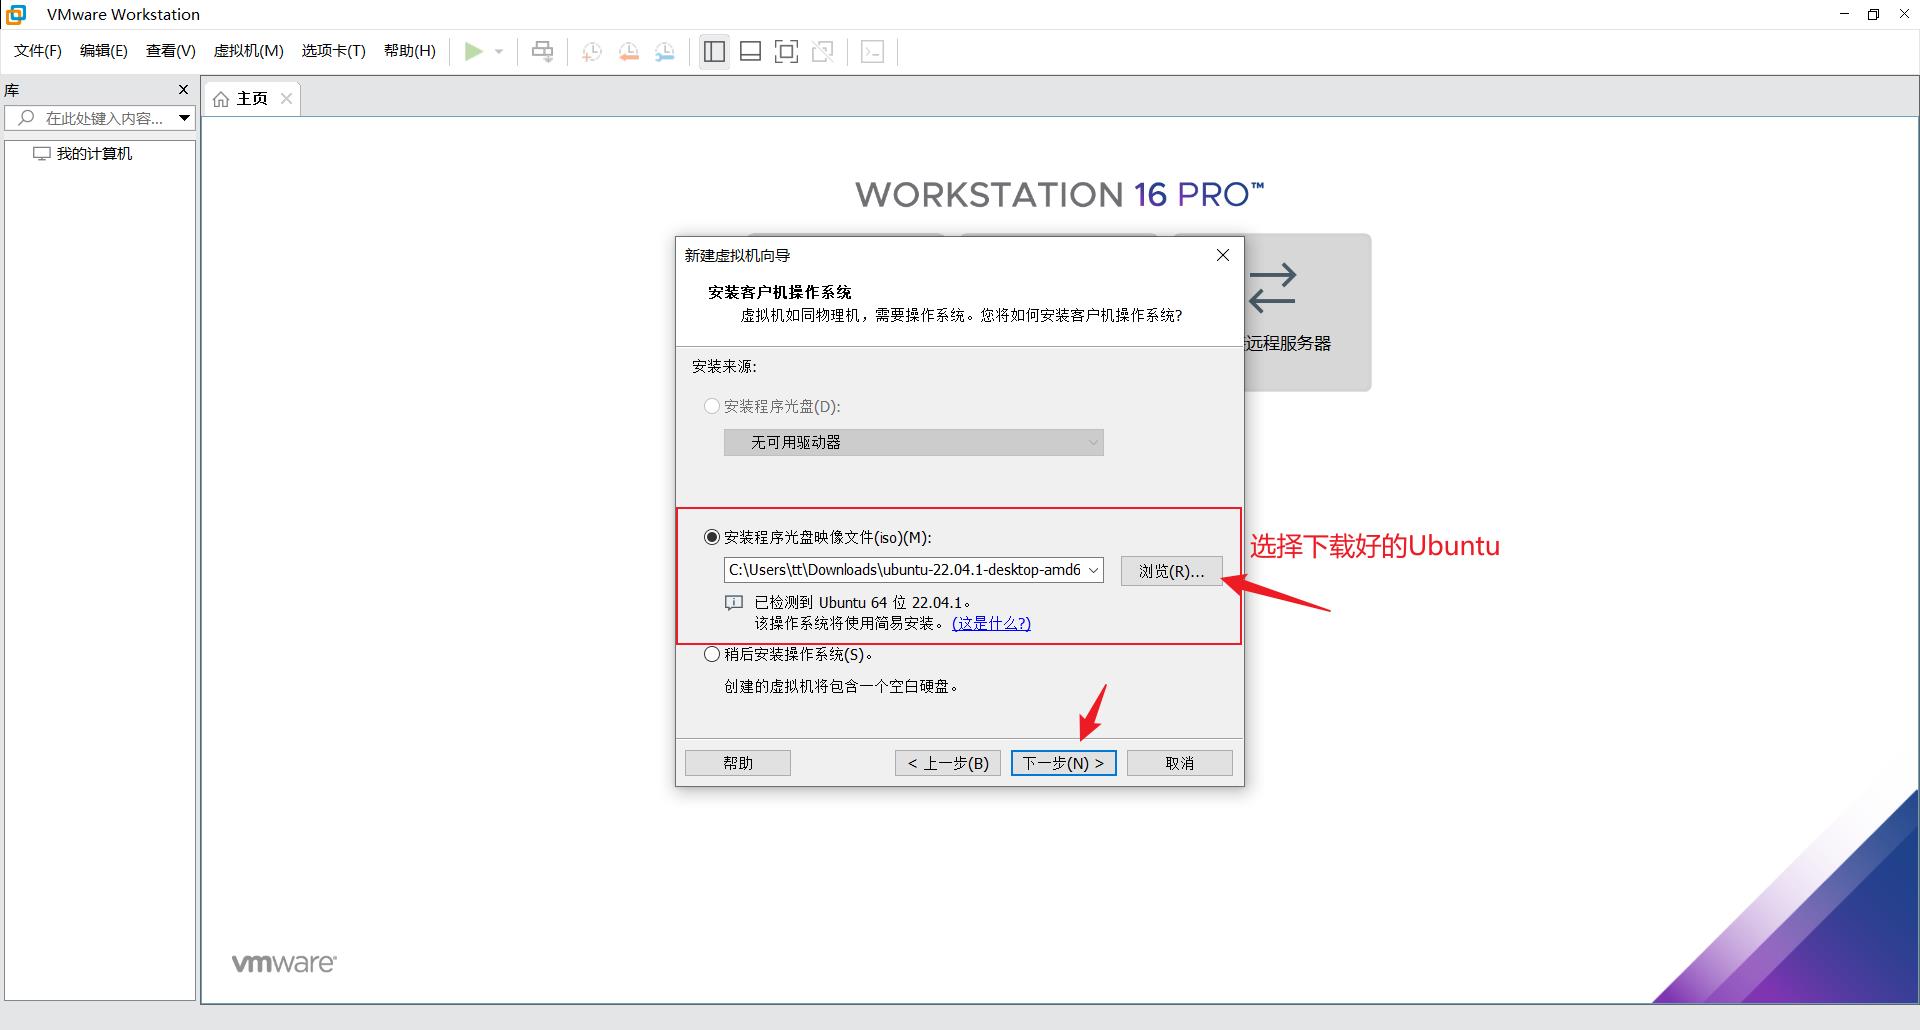 VMware Workstation
文件(F) 编辑(E) 查看(V) 虚拟机(M) 选项卡(T) 帮助(H)
库
主页
在此处键入内容...
我的计算机
WORKSTATION 16 PRO™
新建虚拟机向导
安装客户机操作系统
虚拟机如同物理机，需要操作系统。您将如何安装客户机操作系统?
远程服务器
安装来源:
安装程序光盘(D):
无可用驱动器
安装程序光盘映像文件(iso)(M):
选择下载好的Ubuntu
C:\Users\tt\Downloads\ubuntu-22.04.1-desktop-amd6
浏览(R)...
已检测到 Ubuntu 64 位 22.04.1。
该操作系统将使用简易安装。(这是什么?)
稍后安装操作系统(S)。
创建的虚拟机将包含一个空白硬盘。
帮助
< 上一步(B)
下一步(N) >
取消
vmware